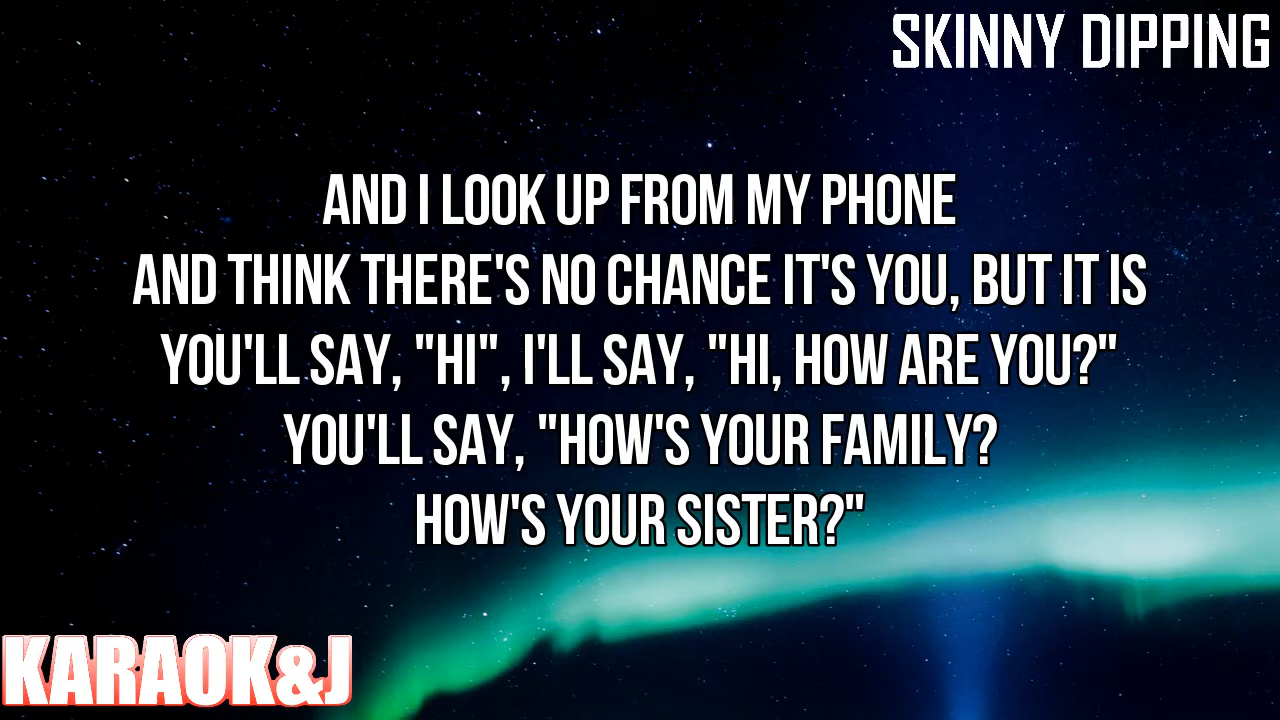 SKINNY DIPPING
AND I LOOK UP FROM MY PHONE
AND THINK THERE'S NO CHANCE IT'S YOU, BUT IT IS
YOU'LL SAY, "HI", I'LL SAY, "HI, HOW ARE YOU?"
YOU'LL SAY, "HOW'S YOUR FAMILY?
HOW'S YOUR SISTER?"
KARAOK&J